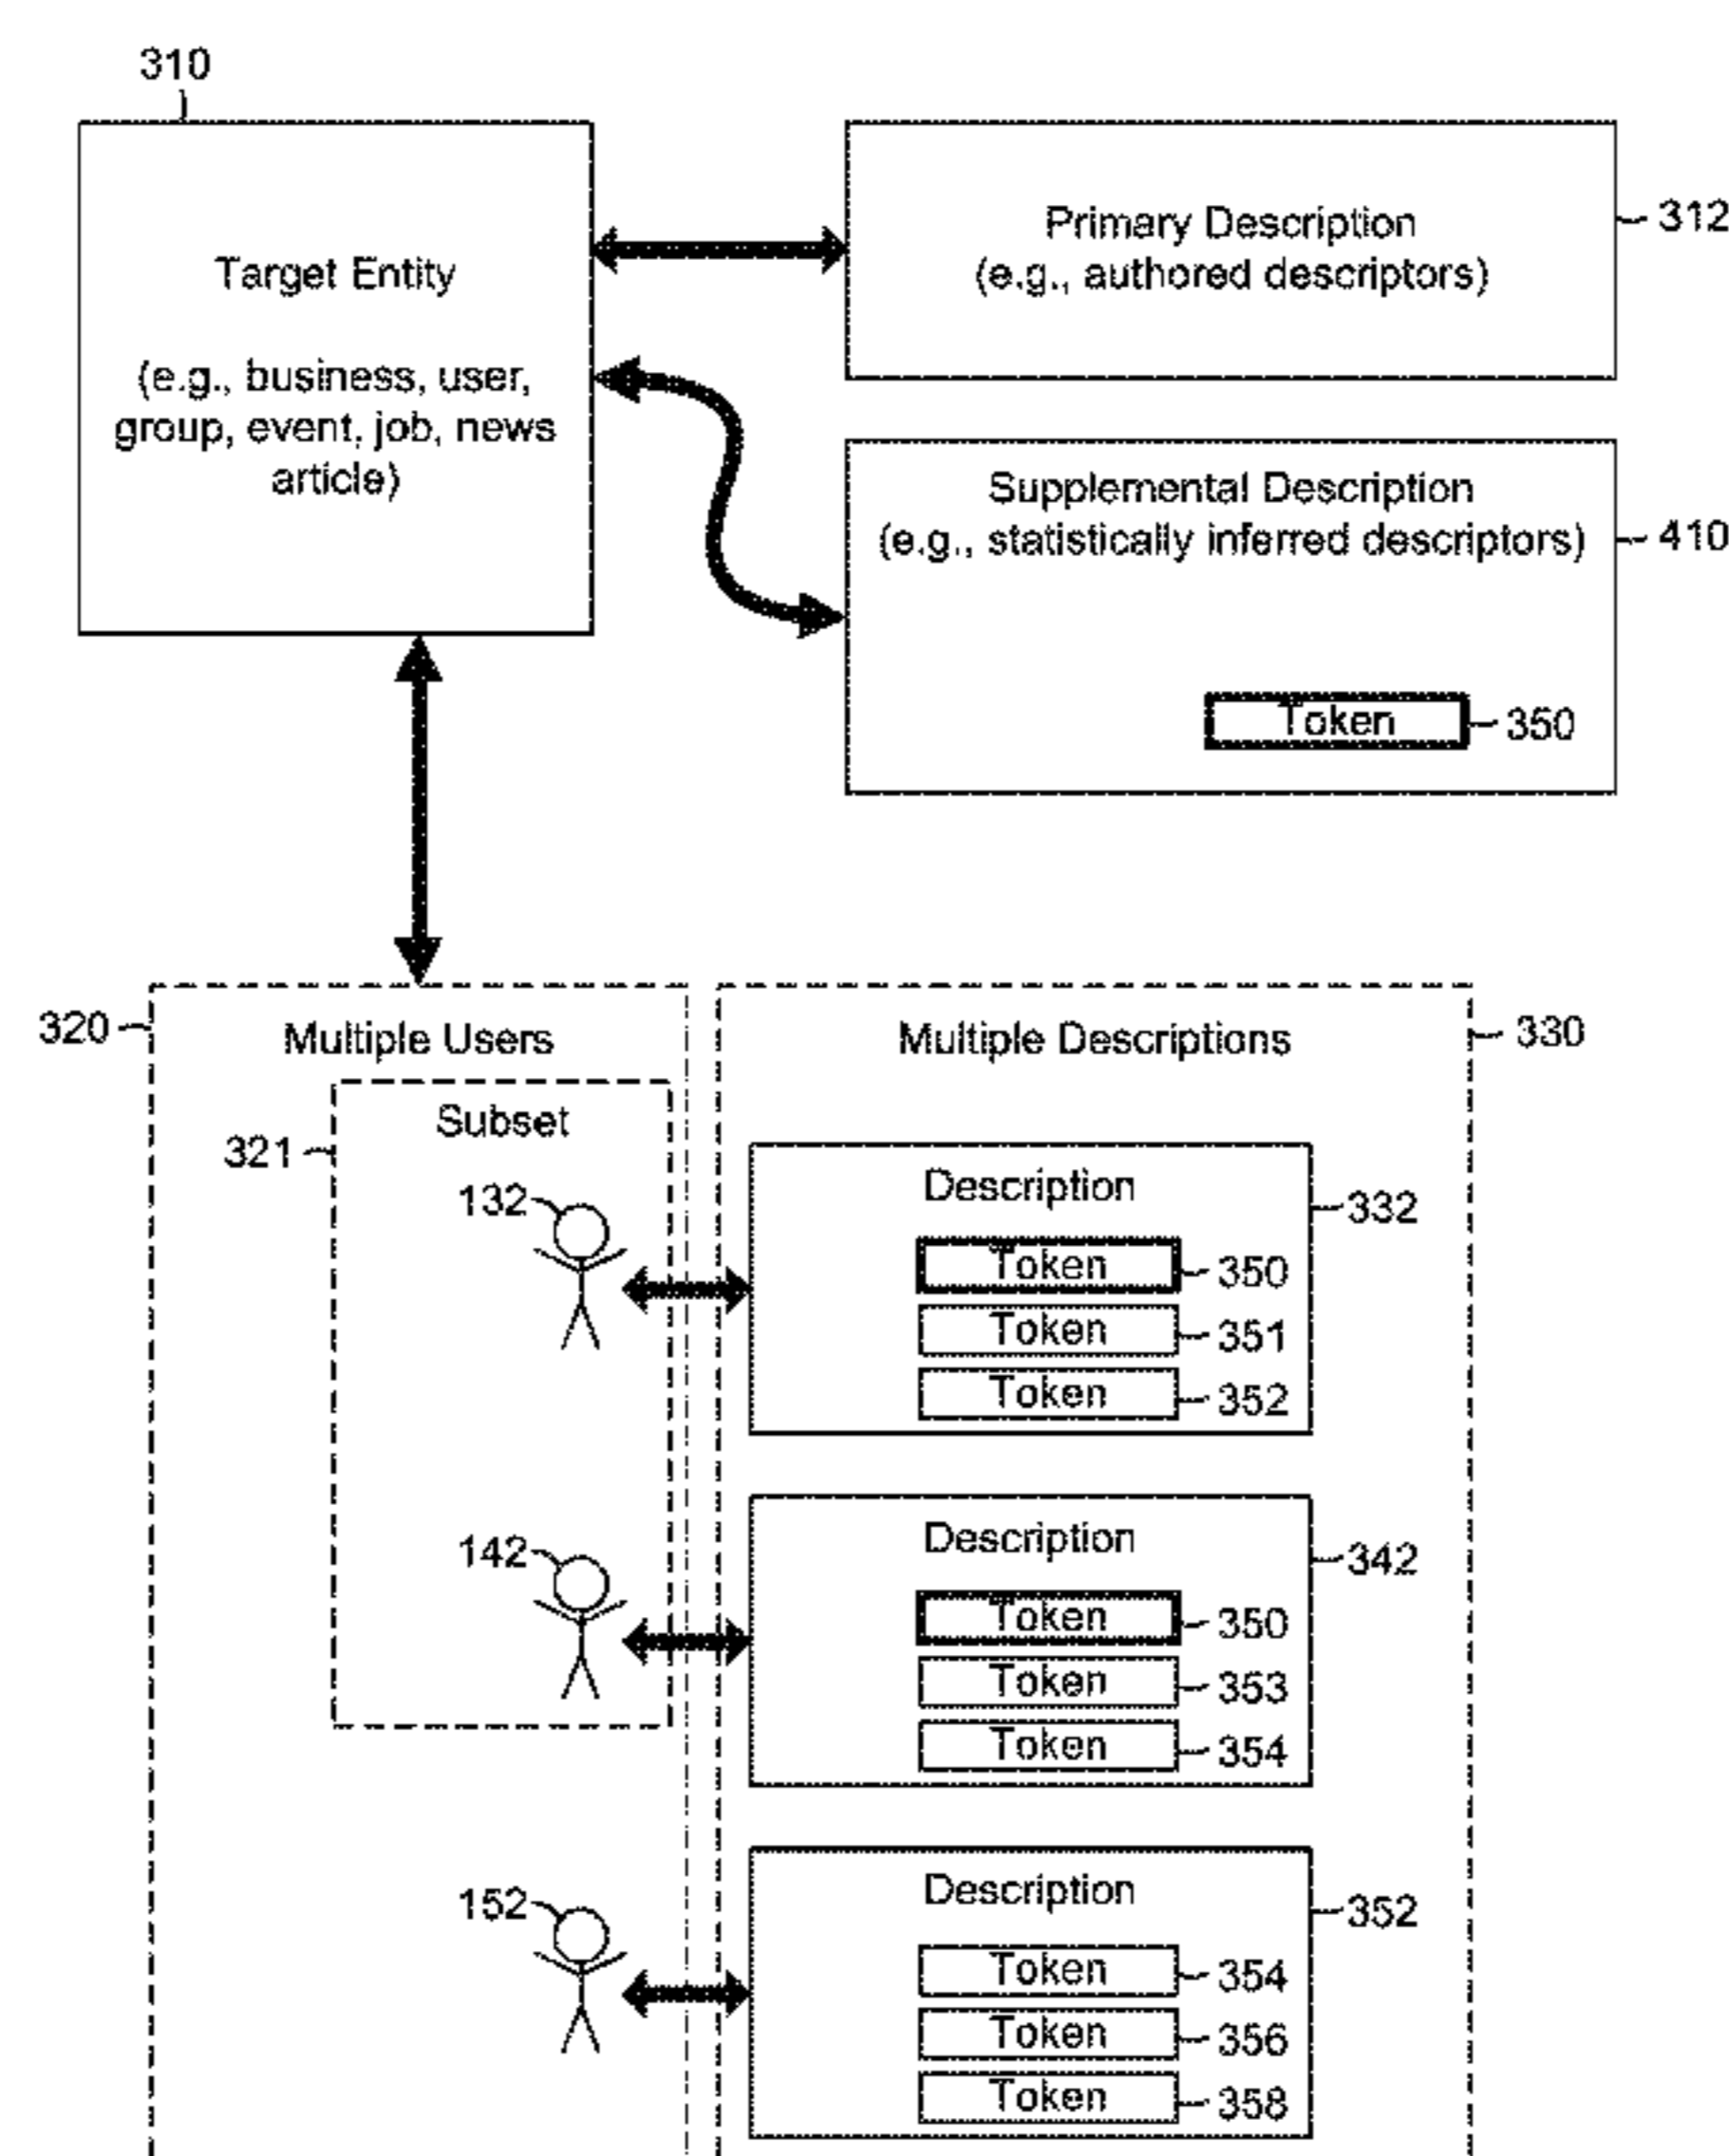 310
Target Entity
(e.g., business, user,
group, event, job, news
article)
Primary Description
(e.g., authored descriptors)
312
Supplemental Description
(e.g., statistically inferred descriptors)
410
Token
350
320
Multiple Users
Subset
321
132
142
152
Multiple Descriptions
330
Description
332
Token
350
Token
351
Token
352
Description
342
Token
350
Token
353
Token
354
Description
352
Token
354
Token
356
Token
358